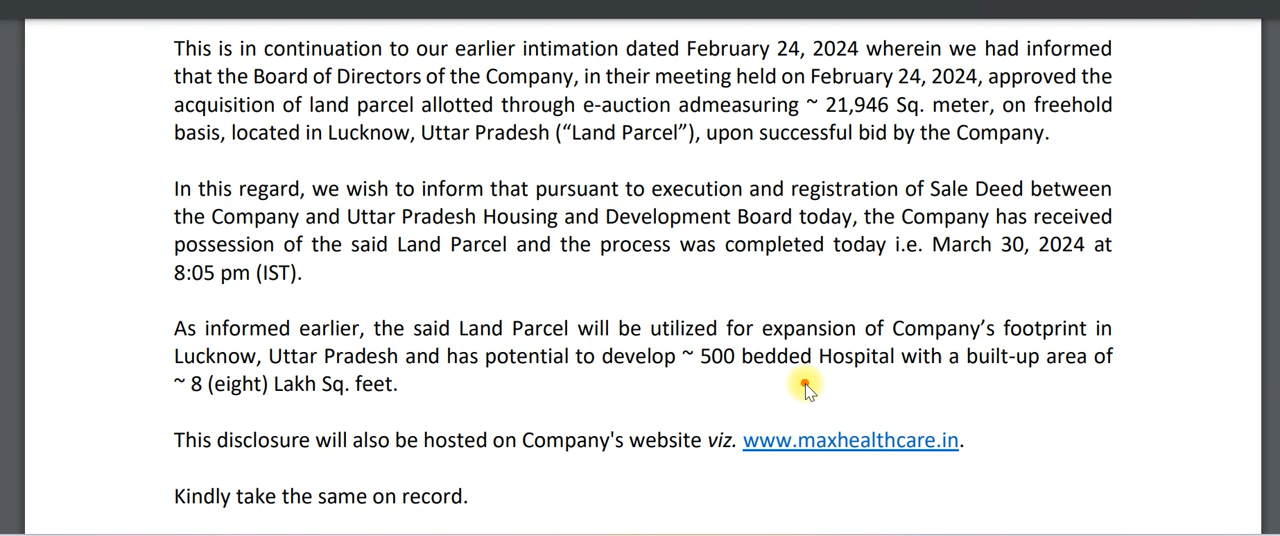 This is in continuation to our earlier intimation dated February 24, 2024 wherein we had informed
that the Board of Directors of the Company, in their meeting held on February 24, 2024, approved the
acquisition of land parcel allotted through e-auction admeasuring ~ 21,946 Sq. meter, on freehold
basis, located in Lucknow, Uttar Pradesh (“Land Parcel”), upon successful bid by the Company.
In this regard, we wish to inform that pursuant to execution and registration of Sale Deed between
the Company and Uttar Pradesh Housing and Development Board today, the Company has received
possession of the said Land Parcel and the process was completed today i.e. March 30, 2024 at
8:05 pm (IST).
As informed earlier, the said Land Parcel will be utilized for expansion of Company’s footprint in
Lucknow, Uttar Pradesh and has potential to develop ~ 500 bedded Hospital with a built-up area of
~ 8 (eight) Lakh Sq. feet.
This disclosure will also be hosted on Company's website viz. www.maxhealthcare.in.
Kindly take the same on record.